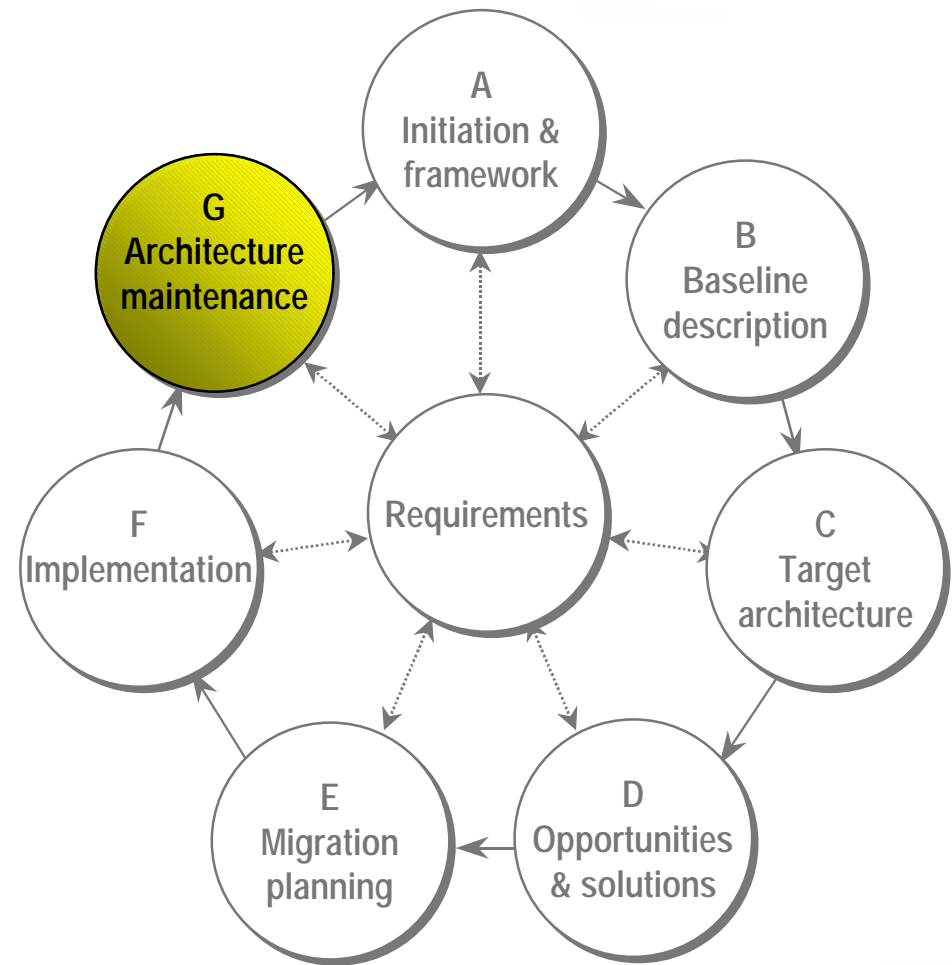 A
Initiation &
framework
B
Baseline
description
C
Target
architecture
D
Opportunities
& solutions
E
Migration
planning
F
Implementation
G
Architecture
maintenance
Requirements